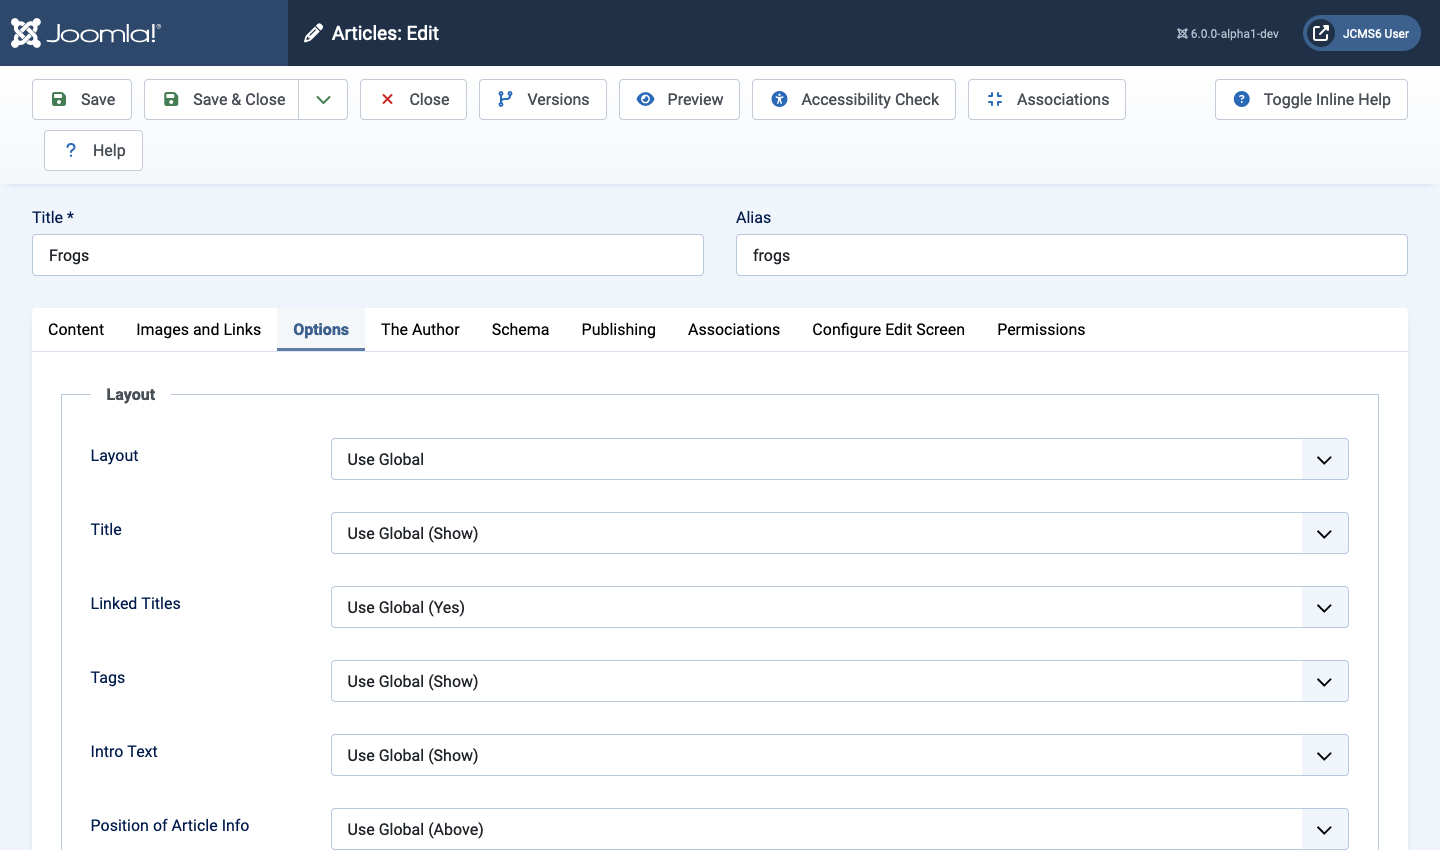 Joomla!®
Articles: Edit
6.0.0-alpha1-dev
JCMS6 User
Save
Save & Close
Close
Versions
Preview
Accessibility Check
Associations
Toggle Inline Help
? Help
Title *
Alias
Frogs
frogs
Content Images and Links Options The Author Schema Publishing Associations Configure Edit Screen Permissions
Layout
Layout
Use Global
Title
Use Global (Show)
Linked Titles
Use Global (Yes)
Tags
Use Global (Show)
Intro Text
Use Global (Show)
Position of Article Info
Use Global (Above)